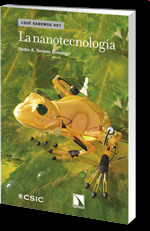 ¿QUÉ SABEMOS DE?
La nanotecnología
Pedro A. Serena Domingo
CSIC